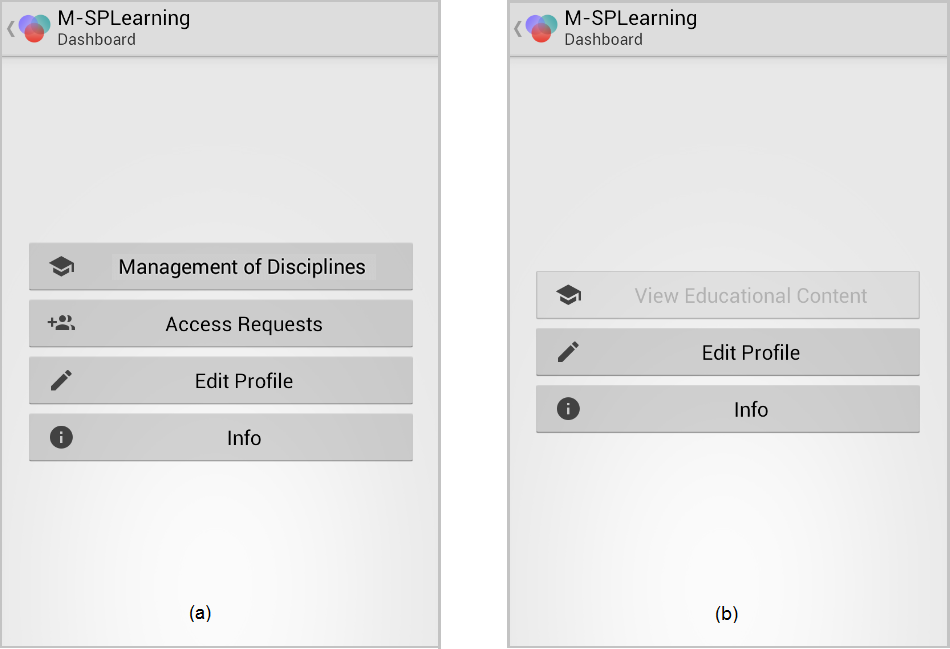 M-SPLearning
Dashboard
Management of Disciplines
Access Requests
Edit Profile
Info
(a)
M-SPLearning
Dashboard
View Educational Content
Edit Profile
Info
(b)